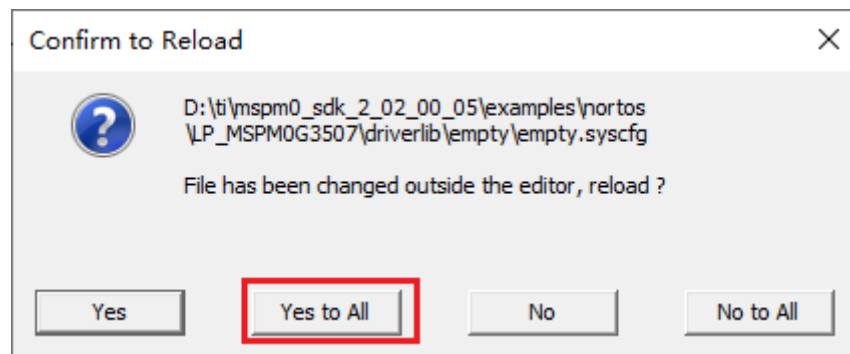 Confirm to Reload
D:\ti\mspm0_sdk_2_02_00_05\examples\nortos
\LP_MSPM0G3507\driverlib\empty\empty.syscfg
File has been changed outside the editor, reload ?
Yes
Yes to All
No
No to All